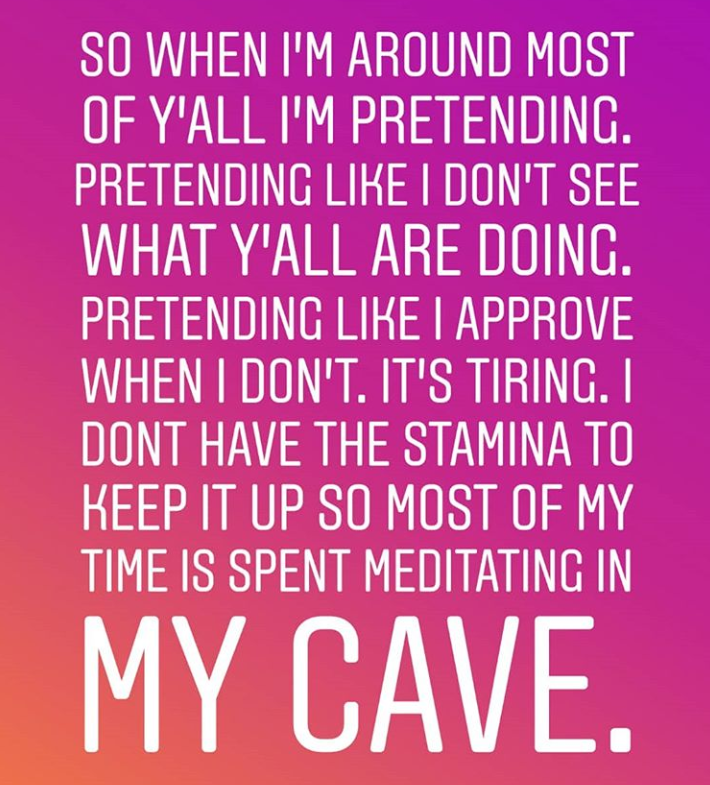 SO WHEN I'M AROUND MOST
OF Y'ALL I'M PRETENDING.
PRETENDING LIKE I DON'T SEE
WHAT Y'ALL ARE DOING.
PRETENDING LIKE I APPROVE
WHEN I DON'T. IT'S TIRING. I
DONT HAVE THE STAMINA TO
KEEP IT UP SO MOST OF MY
TIME IS SPENT MEDITATING IN
MY CAVE.